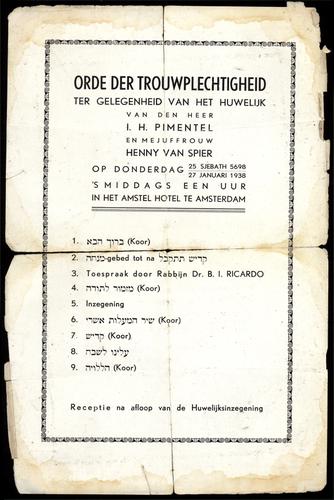 ORDE DER TROUWPLECHTIGHEID
TER GELEGENHEID VAN HET HUWELIJK
VAN DEN HEER
I. H. PIMENTEL
EN MEJUFFROUW
HENNY VAN SPIER
OP DONDERDAG 25 SJEBATH 5698
27 JANUARI 1938
'S MIDDAGS EEN UUR
IN HET AMSTEL HOTEL TE AMSTERDAM
1. ברוך הבא (Koor)
2. מנחה-gebed tot na קדיש תתקבל
3. Toespraak door Rabbijn Dr. B. I. RICARDO
4. מזמור לתודה (Koor)
5. Inzegening
6. שיר המעלות אשרי (Koor)
7. קדיש (Koor)
8. עלינו לשבח
9. הללויה (Koor)
Receptie na afloop van de Huwelijksinzegening